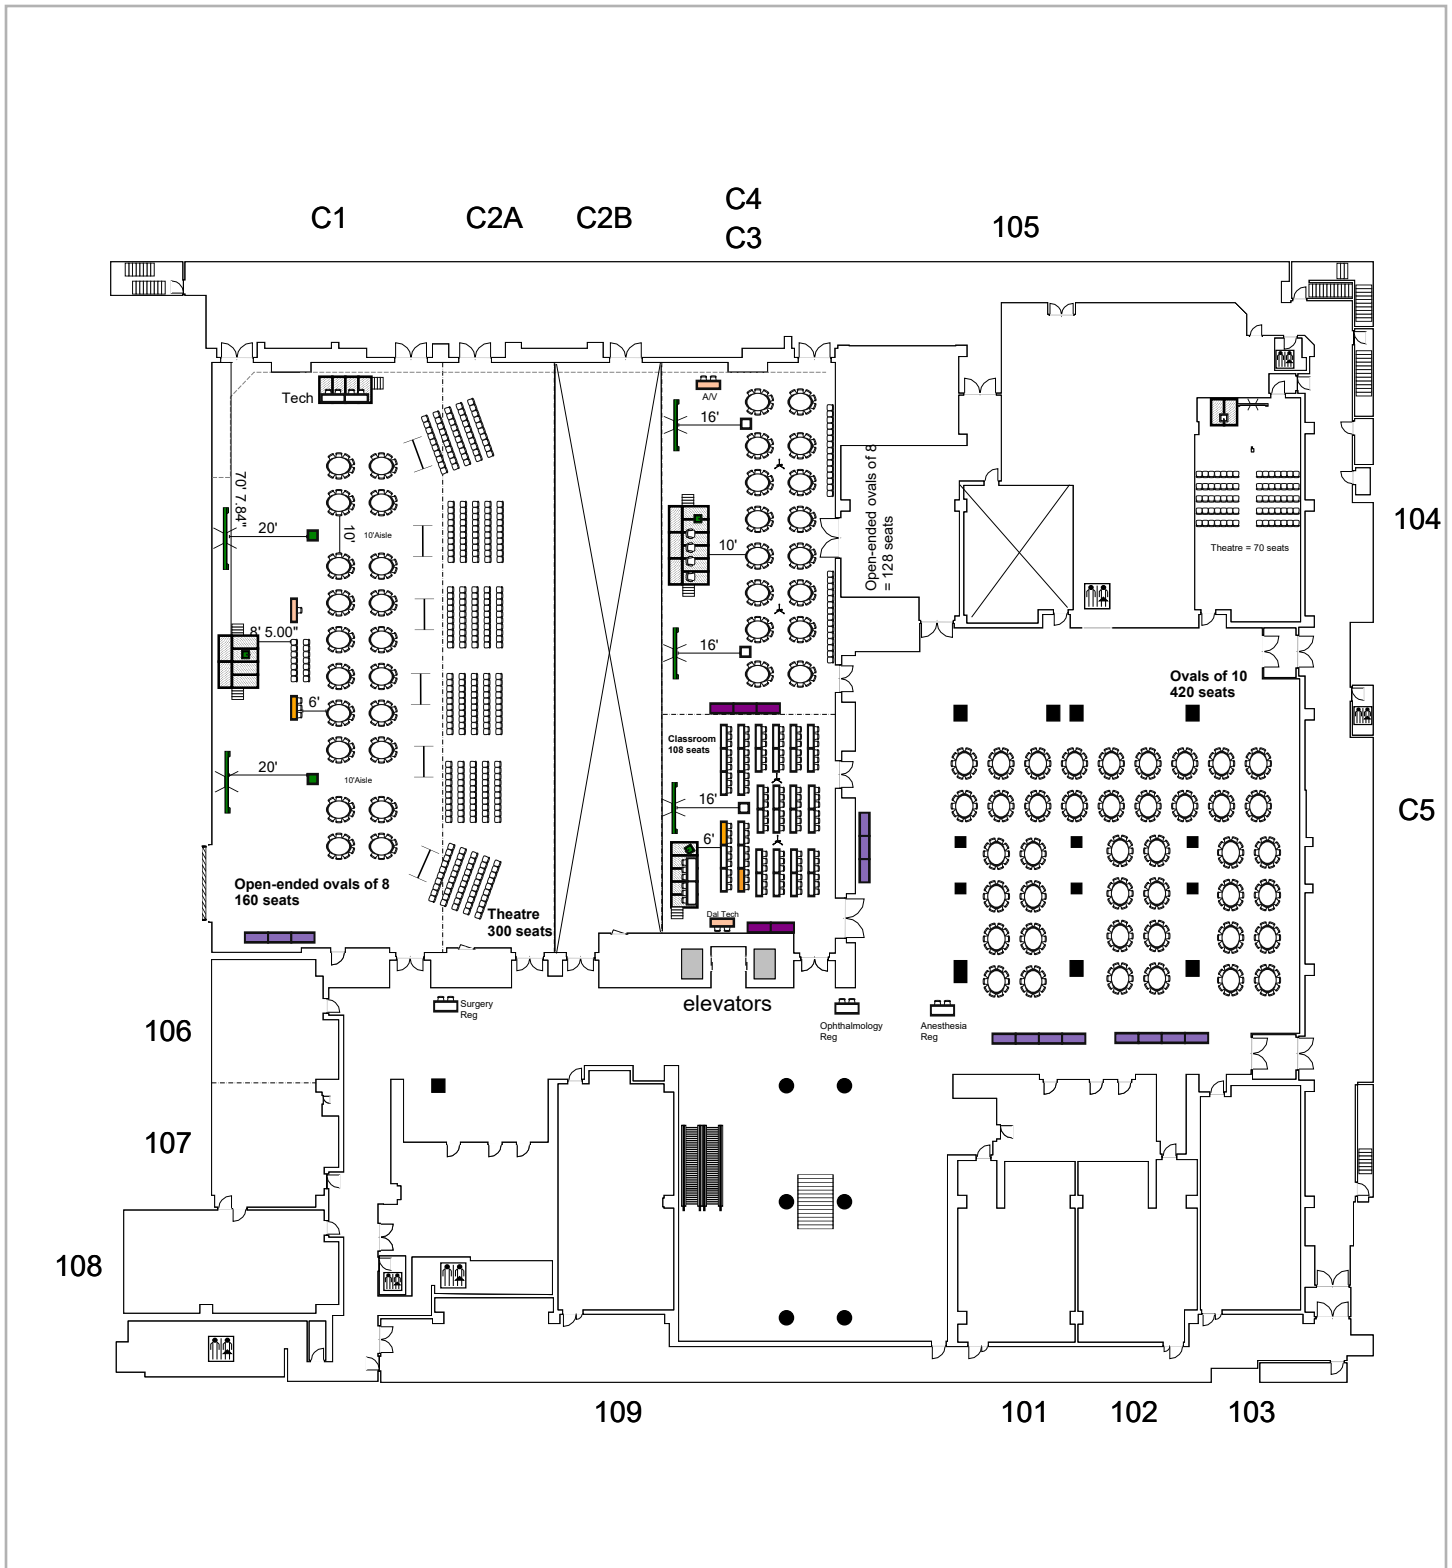 C4
C1
C2A
C2B
C3
105
A/V
Tech
16'
70' 7.84"
20'
10'
10'Aisle
Open-ended ovals of 8
= 128 seats
104
10'
Theatre = 70 seats
8' 5.00"
16'
6'
Ovals of 10
420 seats
Classroom
108 seats
20'
10'Aisle
16'
C5
6'
Open-ended ovals of 8
160 seats
Dal Tech
Theatre
300 seats
elevators
Surgery
Reg
Ophthalmology
Reg
Anesthesia
Reg
106
107
108
109
101
102
103